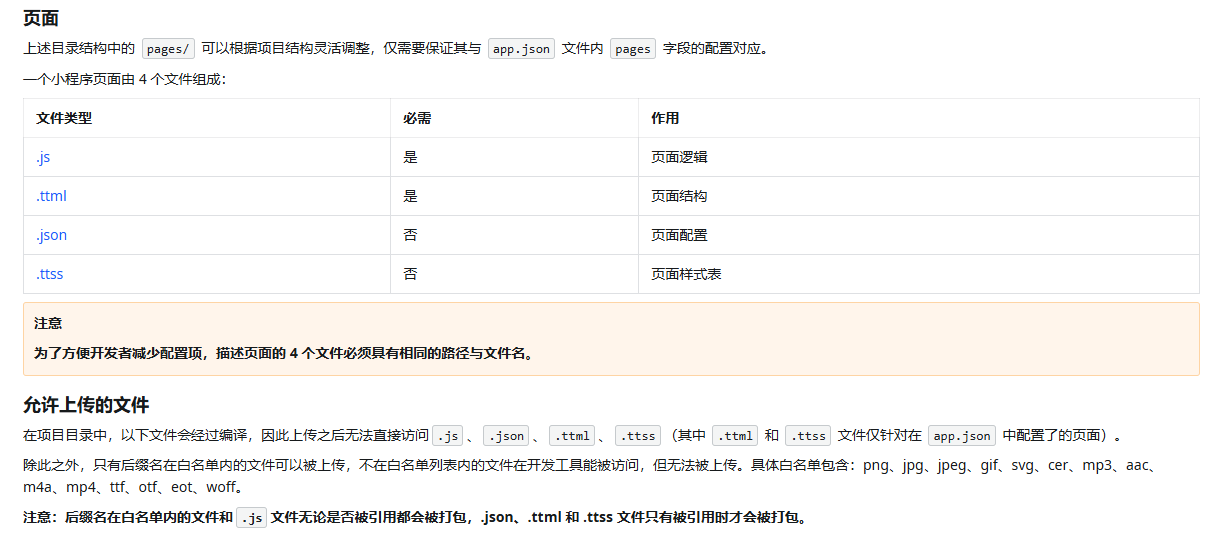 页面
上述目录结构中的 pages/ 可以根据项目结构灵活调整，仅需要保证其与 app.json 文件内 pages 字段的配置对应。
一个小程序页面由 4 个文件组成：
文件类型 必需 作用
.js 是 页面逻辑
.ttml 是 页面结构
.json 否 页面配置
.ttss 否 页面样式表
注意
为了方便开发者减少配置项，描述页面的 4 个文件必须具有相同的路径与文件名。
允许上传的文件
在项目目录中，以下文件会经过编译，因此上传之后无法直接访问 .js 、 .json 、 .ttml 、 .ttss （其中 .ttml 和 .ttss 文件仅针对在 app.json 中配置了的页面）。
除此之外，只有后缀名在白名单内的文件可以被上传，不在白名单列表内的文件在开发工具能被访问，但无法被上传。具体白名单包含：png、jpg、jpeg、gif、svg、cer、mp3、aac、
m4a、mp4、ttf、otf、eot、woff。
注意：后缀名在白名单内的文件和 .js 文件无论是否被引用都会被打包，.json、.ttml 和 .ttss 文件只有被引用时才会被打包。